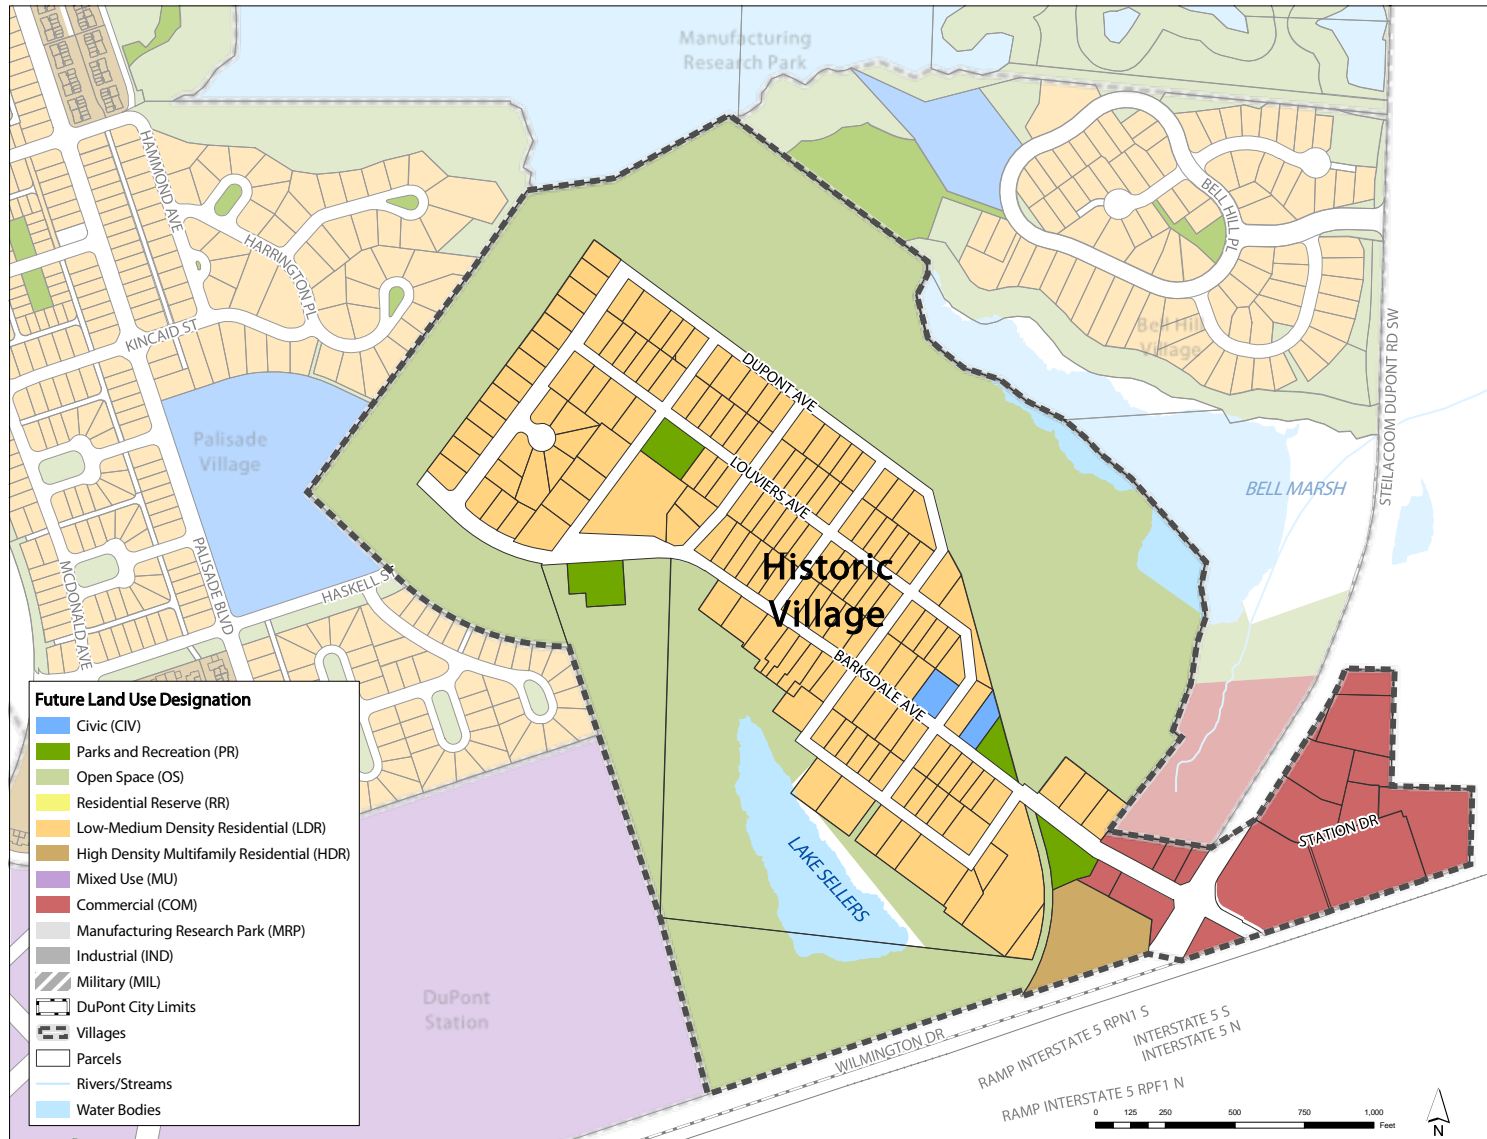 Manufacturing
Research Park
HAMMOND AVE
HARRINGTON PL
KINCAID ST
BELL HILL PL
Bell Hill
Village
STEILACOOM DUPONT RD SW
DUPONT AVE
Palisade
Village
LOUVIERS AVE
BELL MARSH
PALISADE BLVD
MCDONALD AVE
HASKELL ST
Historic
Village
BARKSDALE AVE
LAKE SELLERS
STATION DR
DuPont
Station
WILMINGTON DR
RAMP INTERSTATE 5 RPN1 S
INTERSTATE 5 S
INTERSTATE 5 N
RAMP INTERSTATE 5 RPF1 N
Future Land Use Designation
Civic (CIV)
Parks and Recreation (PR)
Open Space (OS)
Residential Reserve (RR)
Low-Medium Density Residential (LDR)
High Density Multifamily Residential (HDR)
Mixed Use (MU)
Commercial (COM)
Manufacturing Research Park (MRP)
Industrial (IND)
Military (MIL)
DuPont City Limits
Villages
Parcels
Rivers/Streams
Water Bodies
0 125 250 500 750 1,000
Feet
N